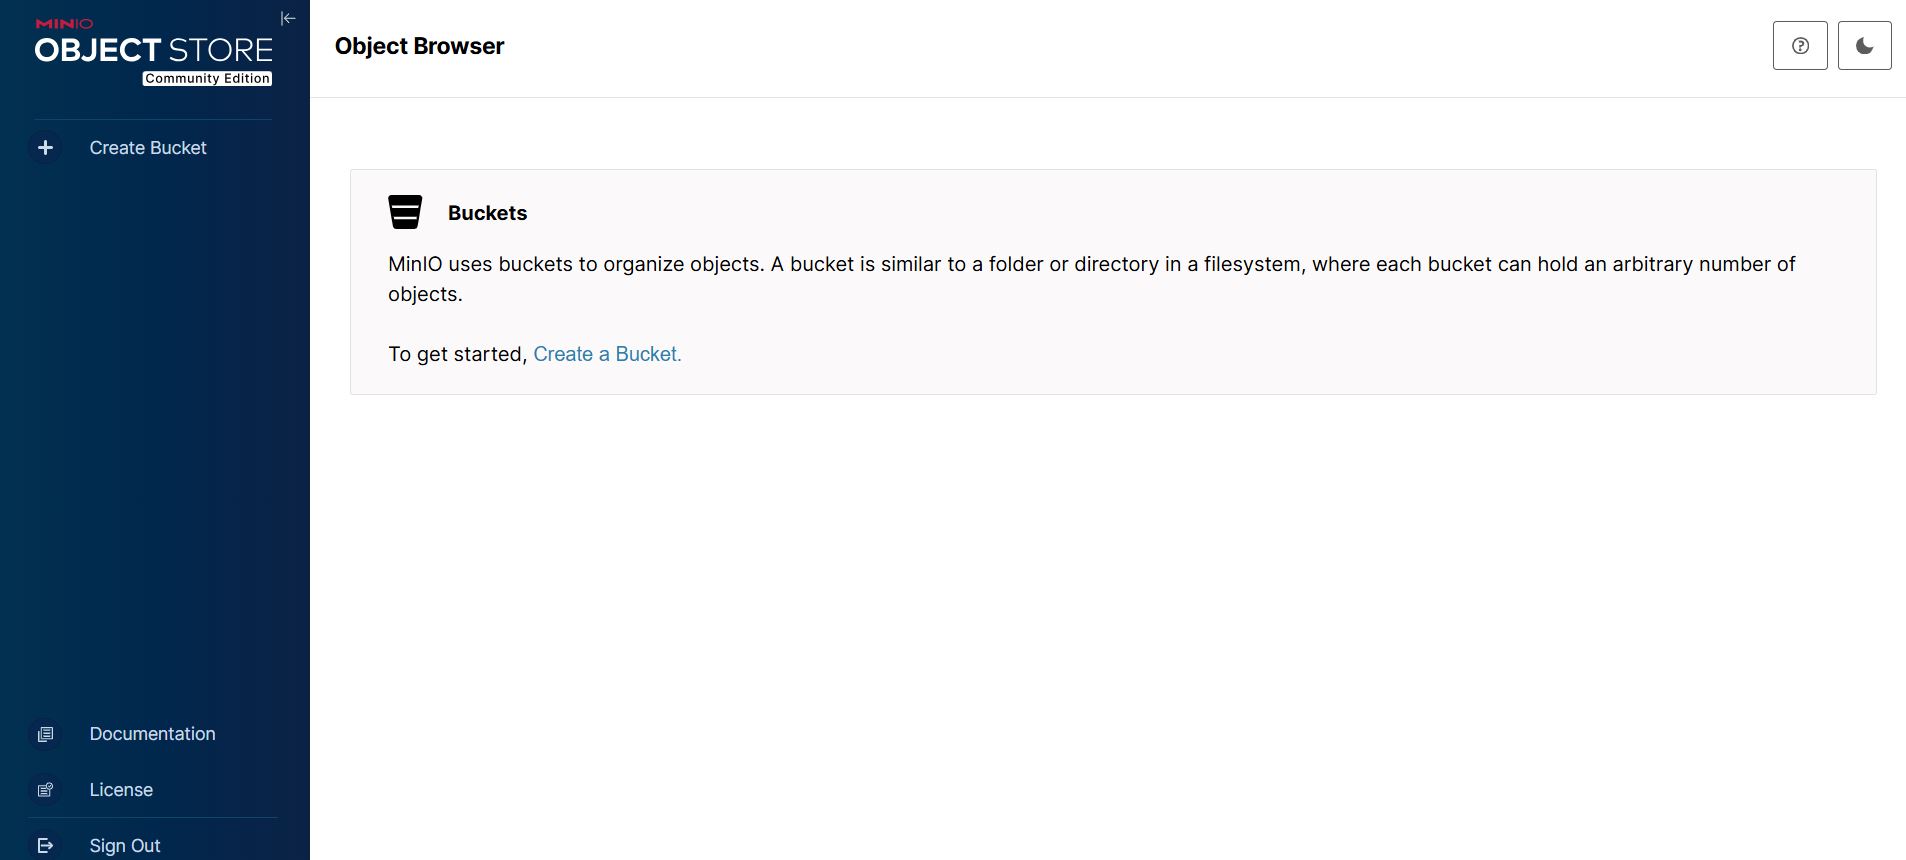 MINIO
OBJECT STORE
Community Edition
Create Bucket
Documentation
License
Sign Out
Object Browser
Buckets
MinIO uses buckets to organize objects. A bucket is similar to a folder or directory in a filesystem, where each bucket can hold an arbitrary number of
objects.
To get started, Create a Bucket.